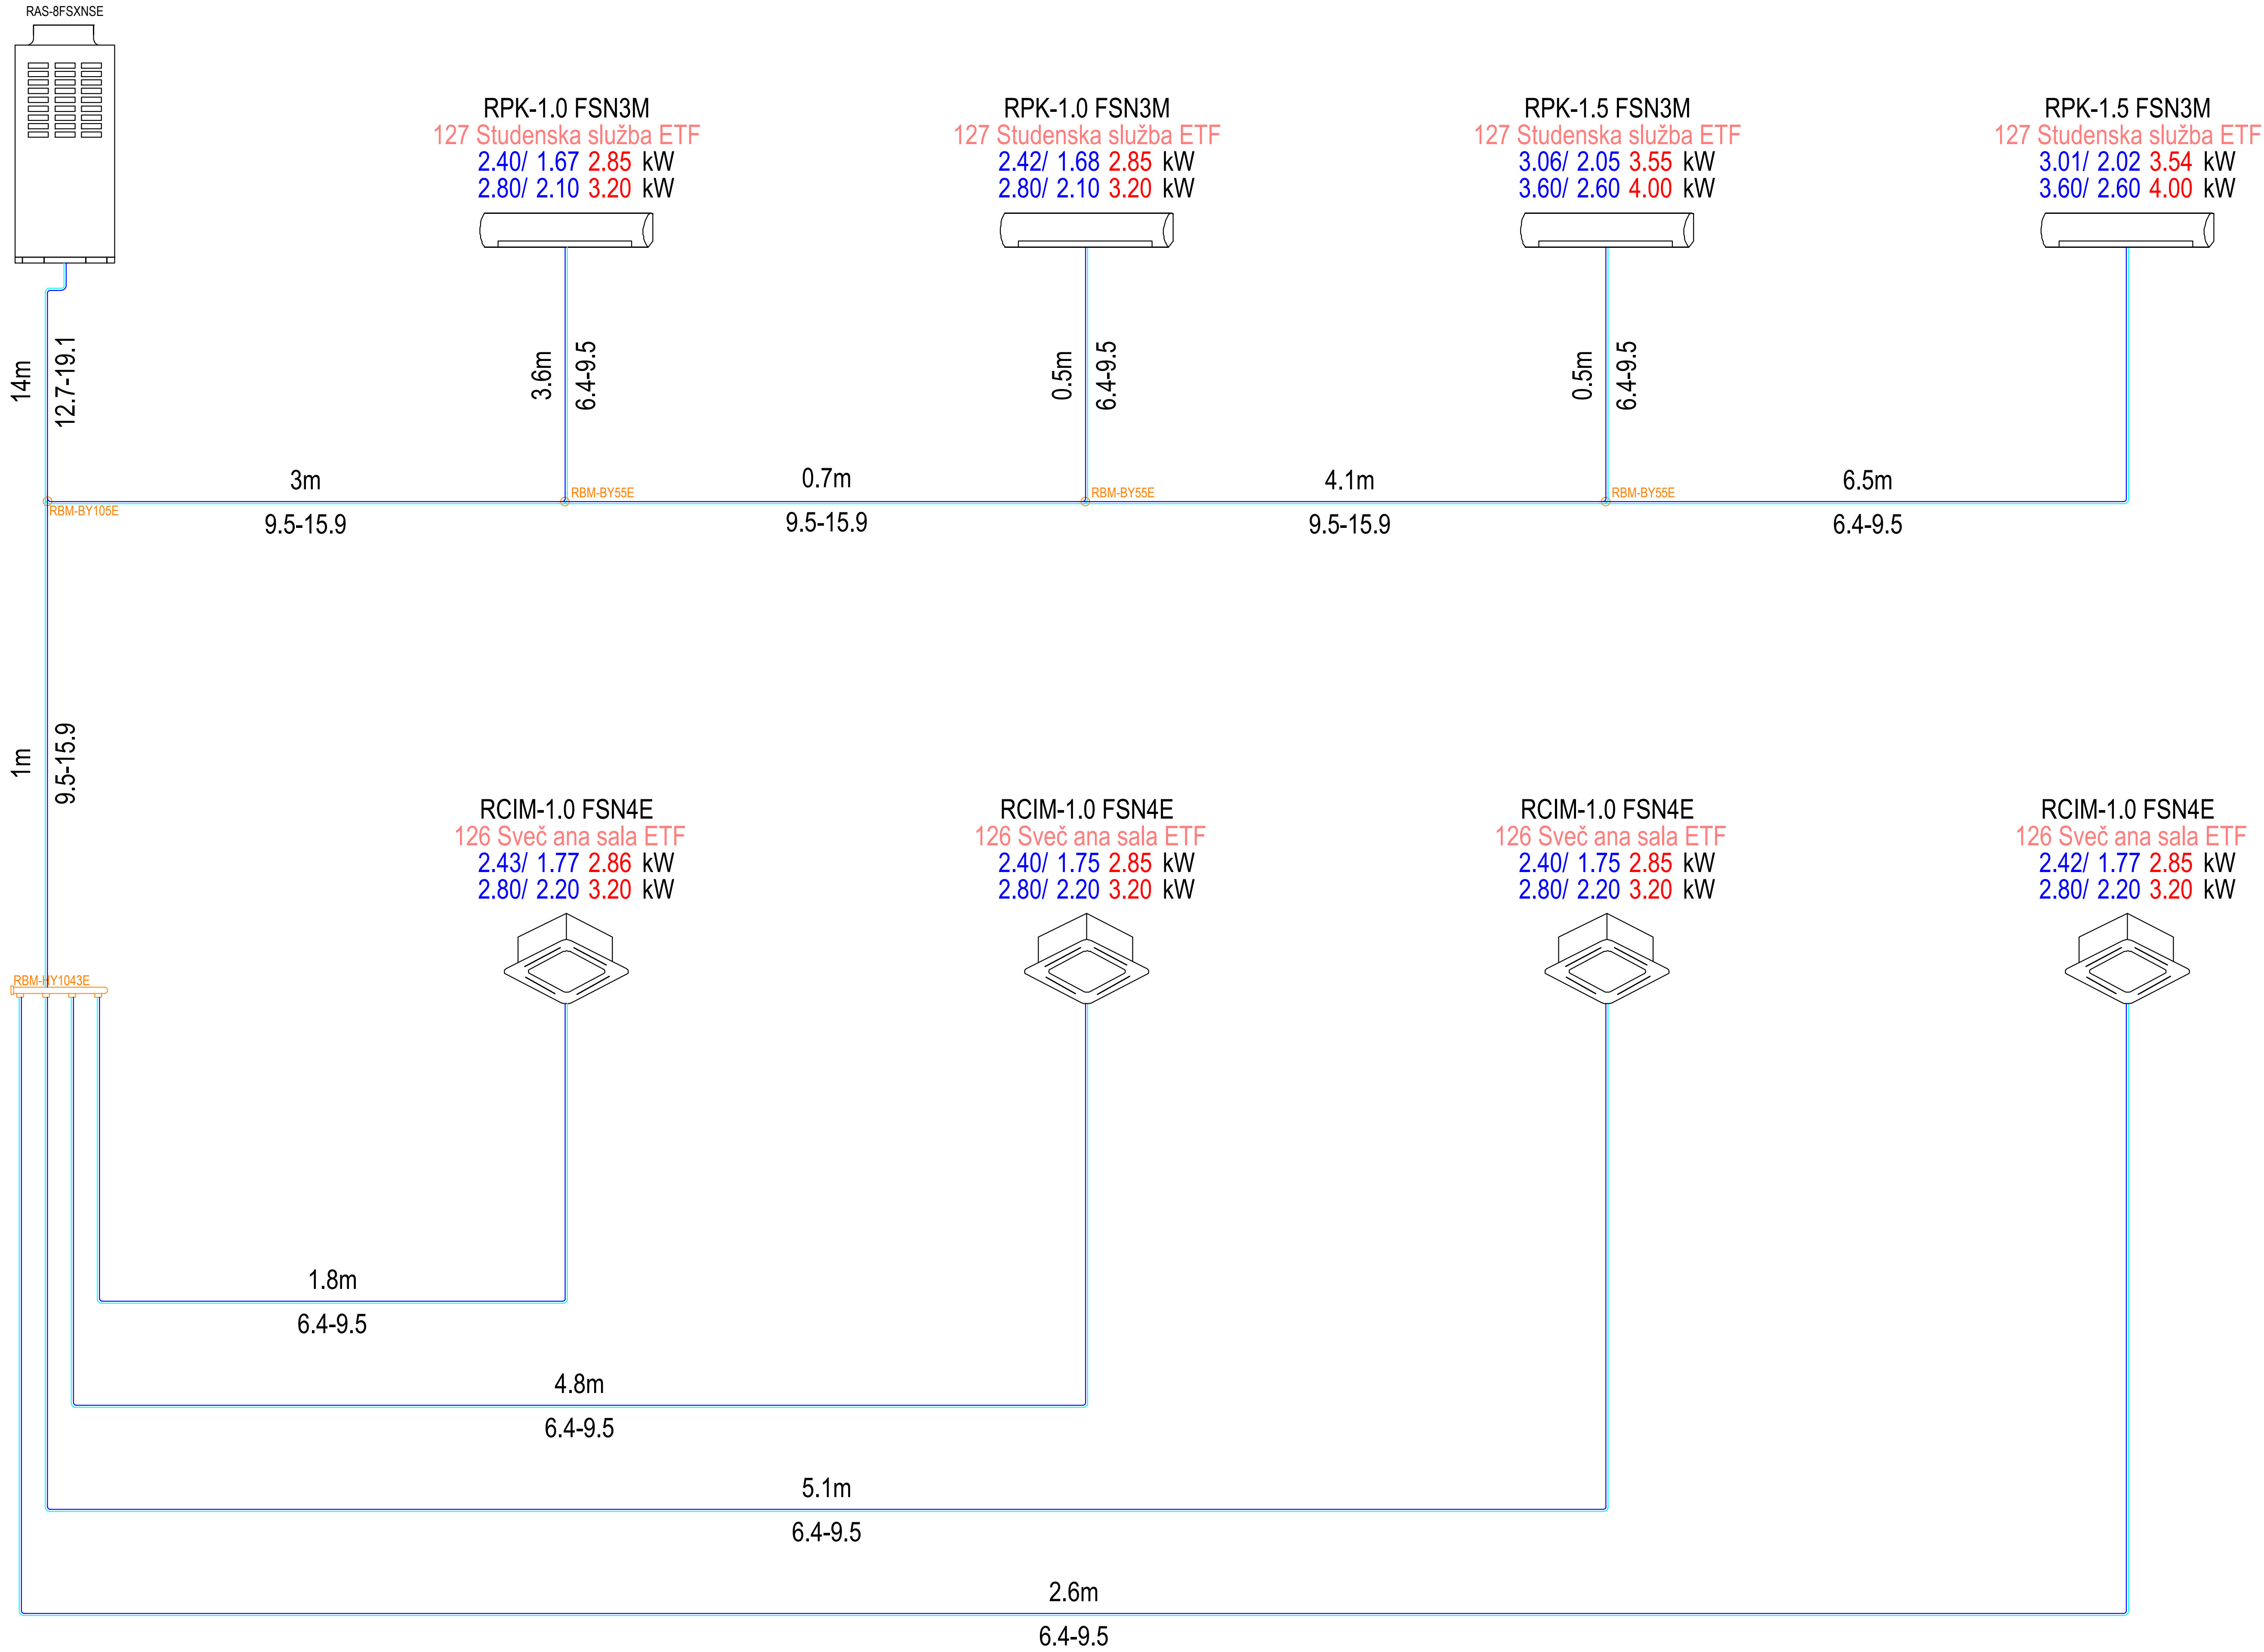 RAS-8FSXNSE
RPK-1.0 FSN3M
127 Studenska služba ETF
2.40/ 1.67 2.85 kW
2.80/ 2.10 3.20 kW
RPK-1.0 FSN3M
127 Studenska služba ETF
2.42/ 1.68 2.85 kW
2.80/ 2.10 3.20 kW
RPK-1.5 FSN3M
127 Studenska služba ETF
3.06/ 2.05 3.55 kW
3.60/ 2.60 4.00 kW
RPK-1.5 FSN3M
127 Studenska služba ETF
3.01/ 2.02 3.54 kW
3.60/ 2.60 4.00 kW
14m
12.7-19.1
3.6m
6.4-9.5
0.5m
6.4-9.5
0.5m
6.4-9.5
RBM-BY105E
3m
9.5-15.9
RBM-BY55E
0.7m
9.5-15.9
RBM-BY55E
4.1m
9.5-15.9
RBM-BY55E
6.5m
6.4-9.5
1m
9.5-15.9
RCIM-1.0 FSN4E
126 Sveč ana sala ETF
2.43/ 1.77 2.86 kW
2.80/ 2.20 3.20 kW
RCIM-1.0 FSN4E
126 Sveč ana sala ETF
2.40/ 1.75 2.85 kW
2.80/ 2.20 3.20 kW
RCIM-1.0 FSN4E
126 Sveč ana sala ETF
2.40/ 1.75 2.85 kW
2.80/ 2.20 3.20 kW
RCIM-1.0 FSN4E
126 Sveč ana sala ETF
2.42/ 1.77 2.85 kW
2.80/ 2.20 3.20 kW
RBM-HY1043E
1.8m
6.4-9.5
4.8m
6.4-9.5
5.1m
6.4-9.5
2.6m
6.4-9.5